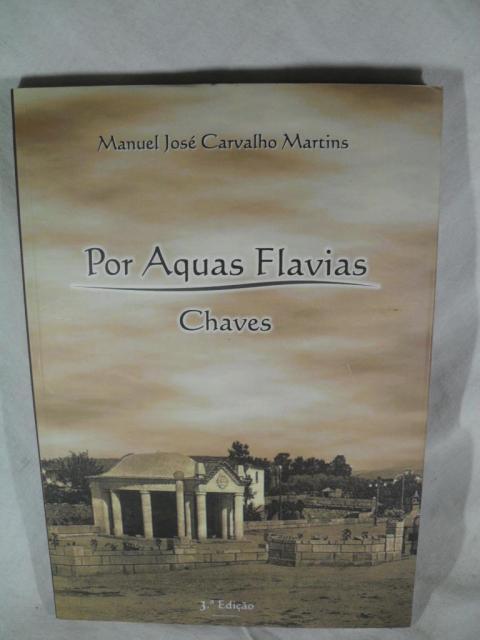 Manuel José Carvalho Martins
Por Aquas Flavias
Chaves
3.ª Edição